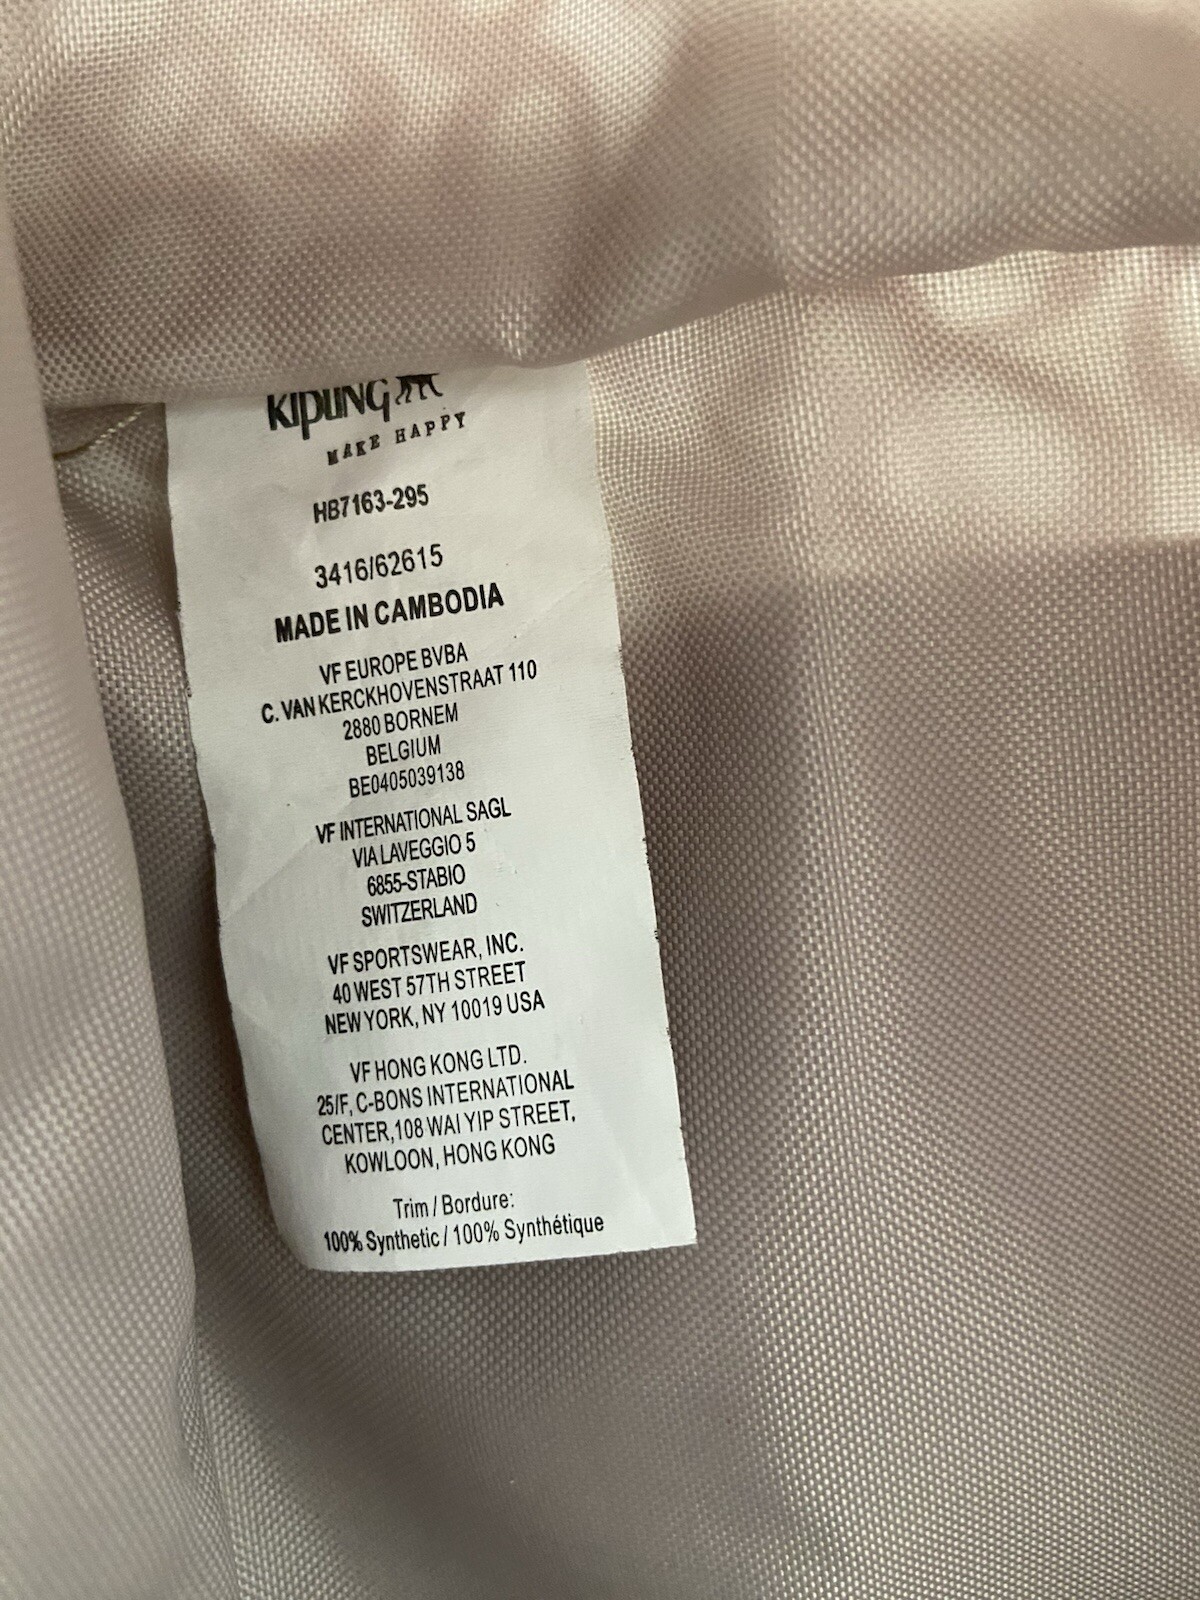 KIPLING
MAKE HAPPY
HB7163-295
3416/62615
MADE IN CAMBODIA
VF EUROPE BVBA
C. VAN KERCKHOVENSTRAAT 110
2880 BORNEM
BELGIUM
BE0405039138
VF INTERNATIONAL SAGL
VIA LAVEGGIO 5
6855-STABIO
SWITZERLAND
VF SPORTSWEAR, INC.
40 WEST 57TH STREET
NEW YORK, NY 10019 USA
VF HONG KONG LTD.
25/F, C-BONS INTERNATIONAL
CENTER,108 WAI YIP STREET,
KOWLOON, HONG KONG
Trim / Bordure:
100% Synthetic / 100% Synthétique